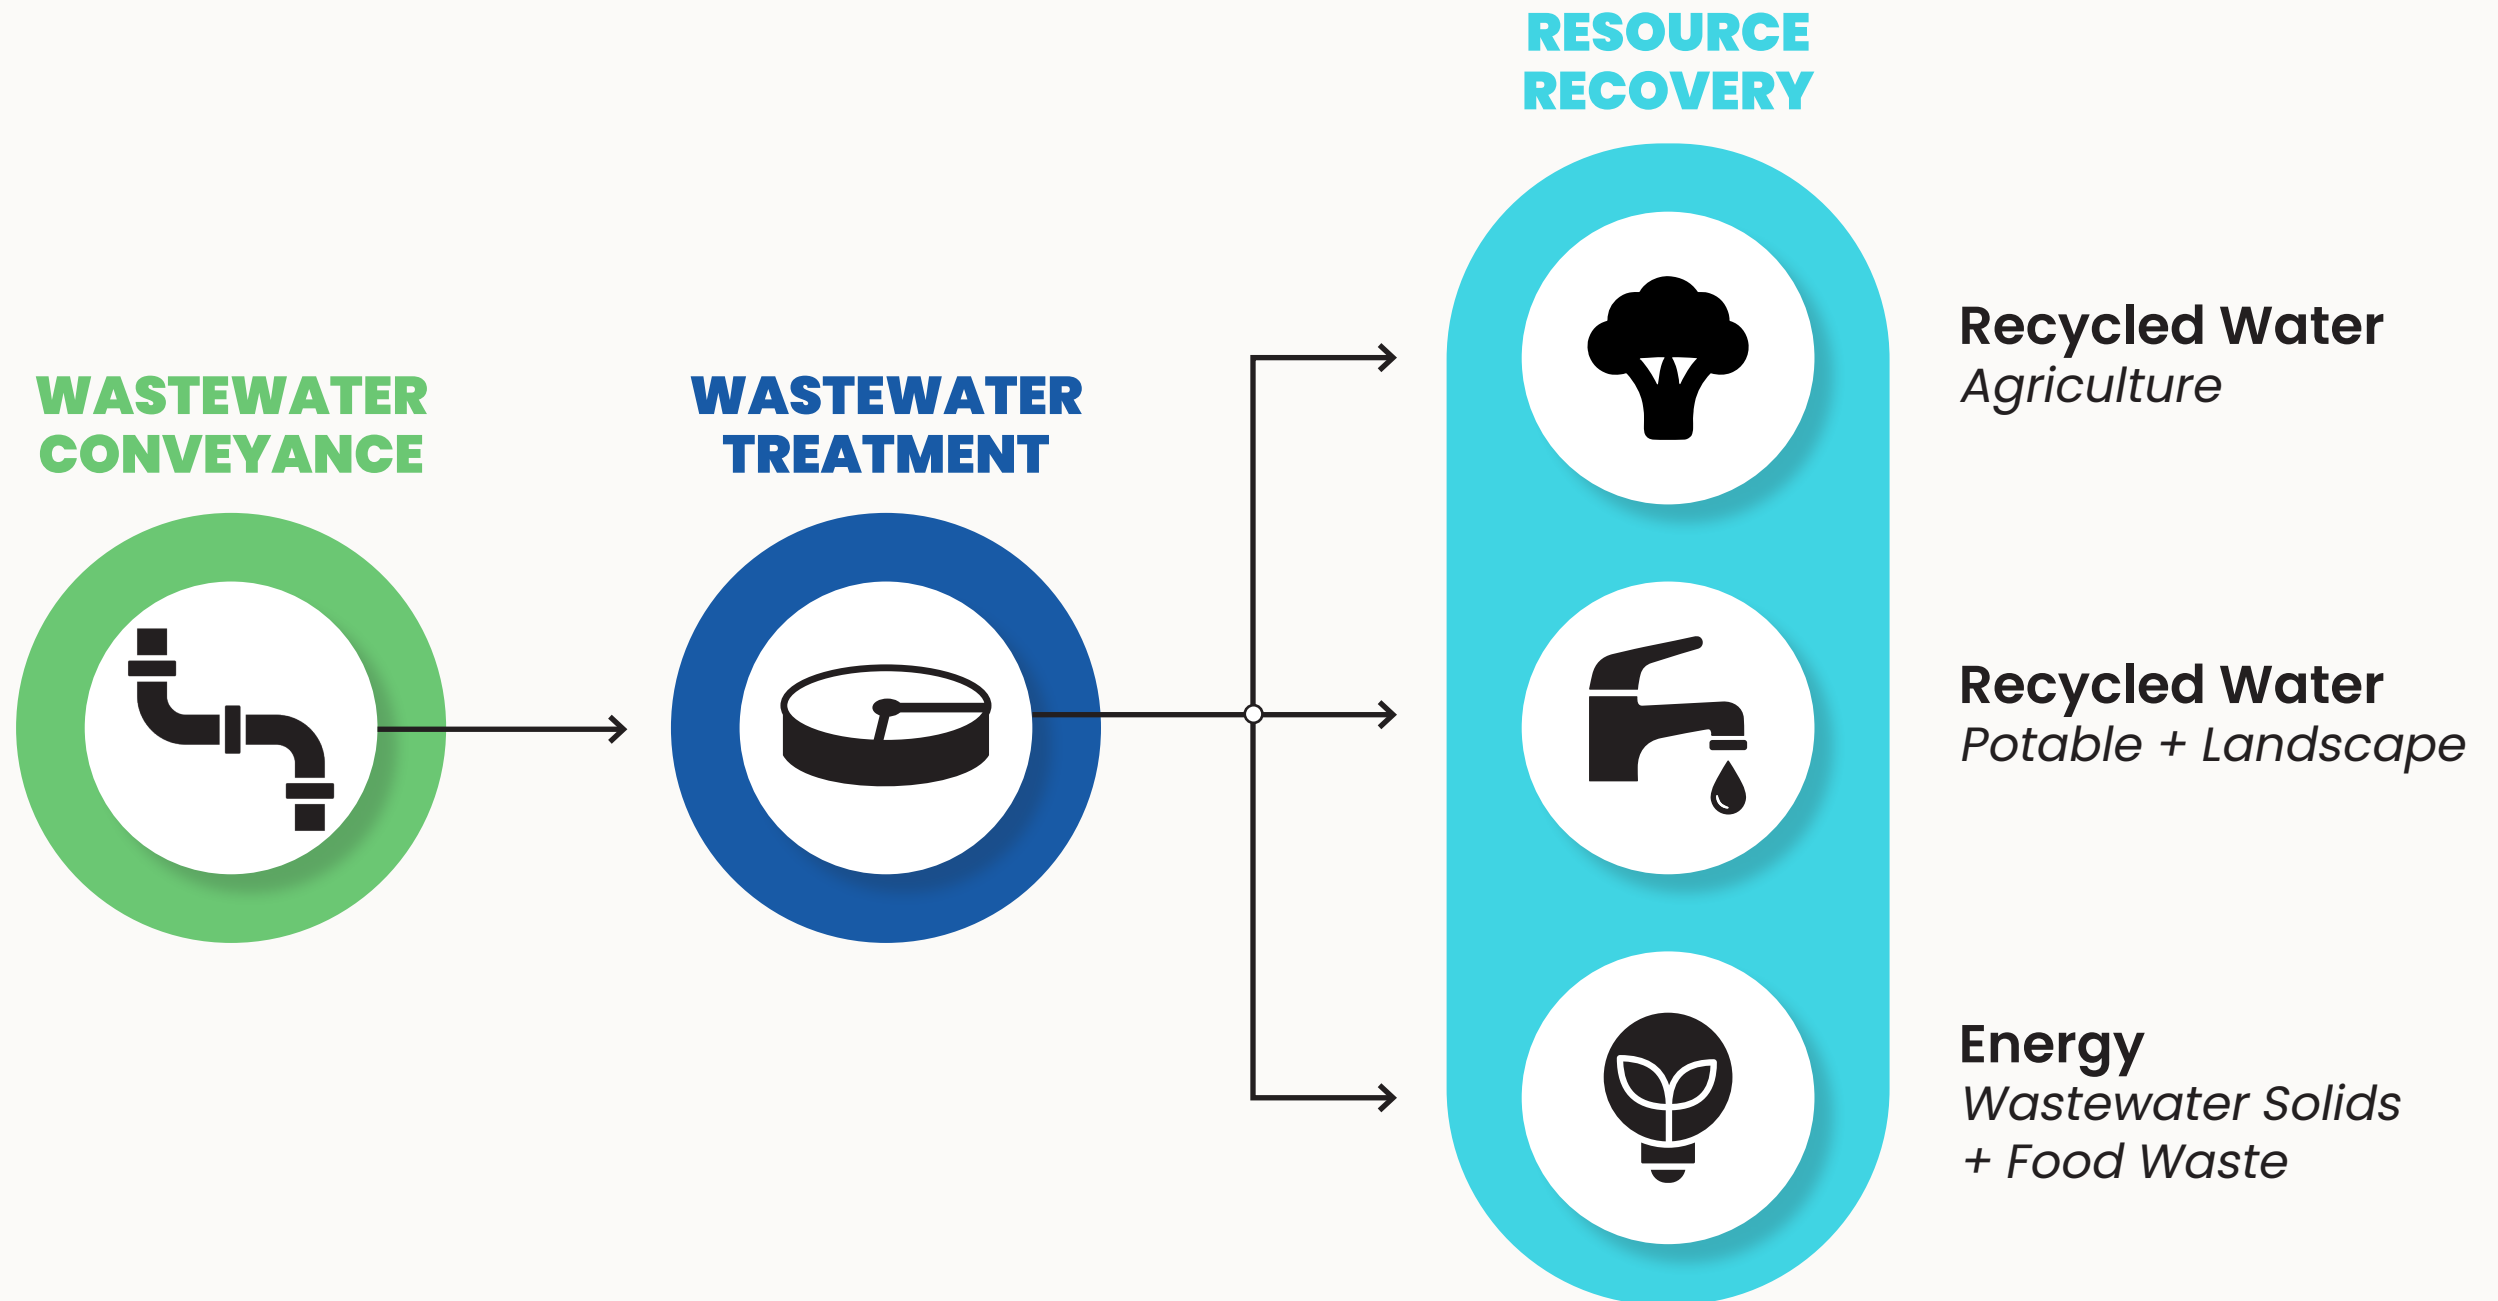 WASTEWATER
CONVEYANCE
WASTEWATER
TREATMENT
RESOURCE
RECOVERY
Recycled Water
Agriculture
Recycled Water
Potable + Landscape
Energy
Wastewater Solids
+ Food Waste